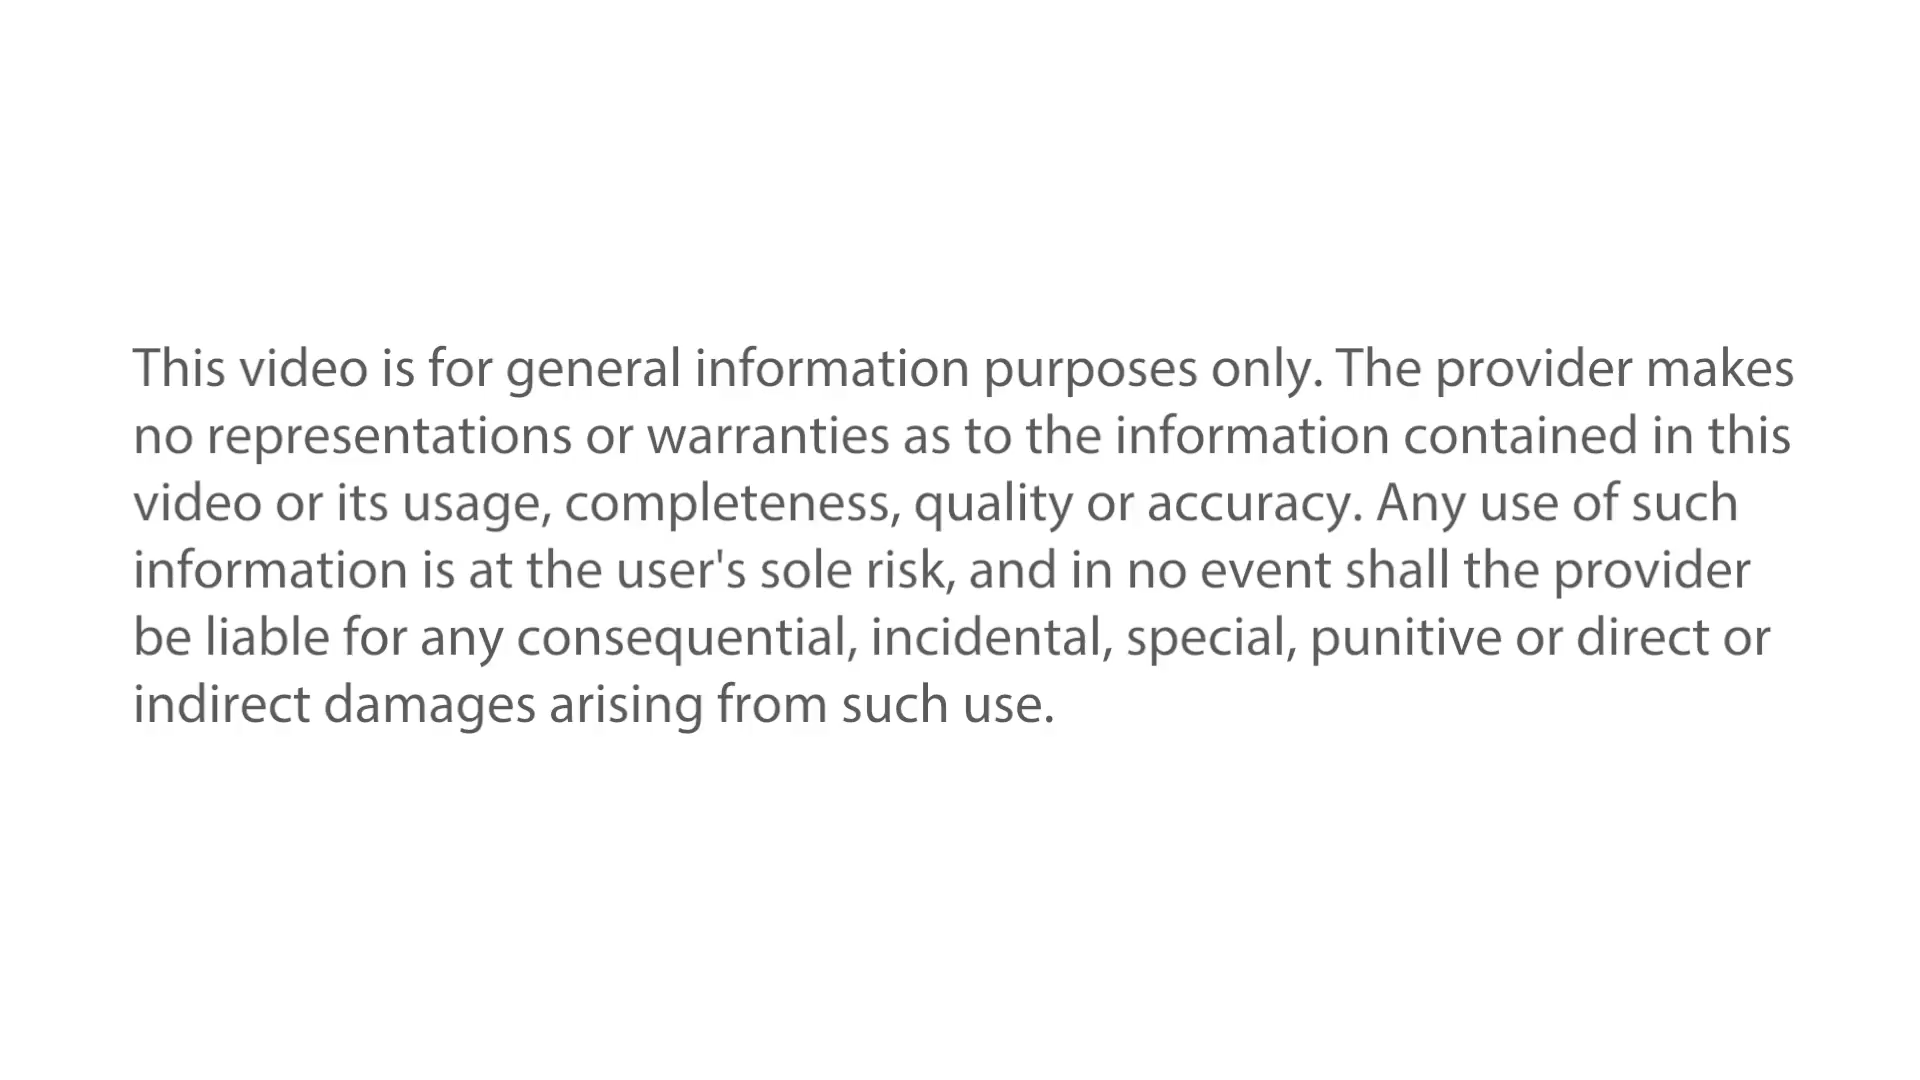 This video is for general information purposes only. The provider makes
no representations or warranties as to the information contained in this
video or its usage, completeness, quality or accuracy. Any use of such
information is at the user's sole risk, and in no event shall the provider
be liable for any consequential, incidental, special, punitive or direct or
indirect damages arising from such use.